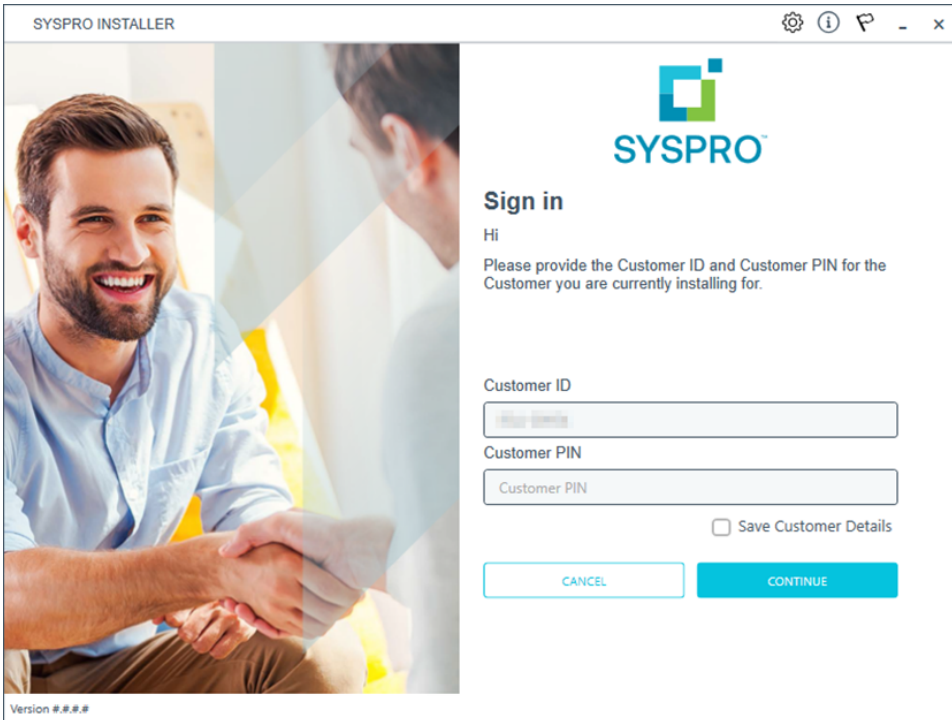 SYSPRO INSTALLER
SYSPRO™
Sign in
Hi
Please provide the Customer ID and Customer PIN for the
Customer you are currently installing for.
Customer ID
Customer PIN
Customer PIN
Save Customer Details
CANCEL
CONTINUE
Version #.#.#.#